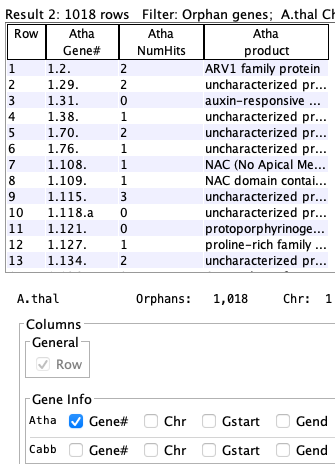 Result 2: 1018 rows Filter: Orphan genes; A.thal Ch
Row Atha Gene# Atha NumHits Atha product
1 1.2. 2 ARV1 family protein
2 1.29. 2 uncharacterized pr...
3 1.31. 0 auxin-responsive ...
4 1.38. 1 uncharacterized pr...
5 1.70. 2 uncharacterized pr...
6 1.76. 1 uncharacterized pr...
7 1.108. 1 NAC (No Apical Me...
8 1.109. 1 NAC domain contai...
9 1.115. 3 uncharacterized pr...
10 1.118.a 0 uncharacterized pr...
11 1.121. 0 protoporphyrinoge...
12 1.127. 1 proline-rich family ...
13 1.134. 2 uncharacterized pr...
A.thal Orphans: 1,018 Chr: 1
Columns
General
Row
Gene Info
Atha Gene# Chr Gstart Gend
Cabb Gene# Chr Gstart Gend